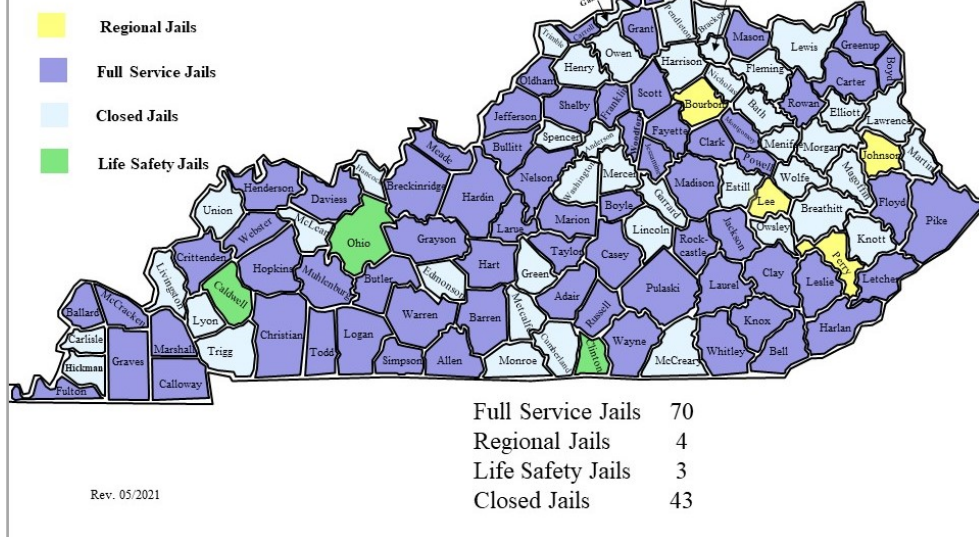 Regional Jails
Full Service Jails
Closed Jails
Life Safety Jails
Trimble
Carroll
Grant
Pendleton
Bracken
Mason
Lewis
Greenup
Boyd
Owen
Henry
Harrison
Fleming
Carter
Oldham
Nicholas
Scott
Shelby
Franklin
Bourbon
Bath
Rowan
Elliott
Lawrence
Jefferson
Spencer
Anderson
Woodford
Fayette
Clark
Montgomery
Menifee
Morgan
Johnson
Martin
Bullitt
Meade
Hancock
Nelson
Washington
Mercer
Jessamine
Madison
Powell
Estill
Wolfe
Magoffin
Floyd
Pike
Henderson
Daviess
Breckinridge
Hardin
Boyle
Garrard
Lee
Breathitt
Union
Webster
McLean
Ohio
Larue
Marion
Lincoln
Jackson
Owsley
Knott
Grayson
Taylor
Casey
Rock-
castle
Perry
Crittenden
Hopkins
Muhlenburg
Butler
Edmonson
Hart
Green
Pulaski
Laurel
Clay
Leslie
Letcher
Livingston
Caldwell
Adair
Russell
Ballard
McCracken
Lyon
Christian
Todd
Logan
Warren
Barren
Metcalfe
Knox
Harlan
Carlisle
Hickman
Graves
Marshall
Trigg
Simpson
Allen
Monroe
Cumberland
Clinton
Wayne
McCreary
Whitley
Bell
Fulton
Calloway
Full Service Jails 70
Regional Jails 4
Life Safety Jails 3
Closed Jails 43
Rev. 05/2021